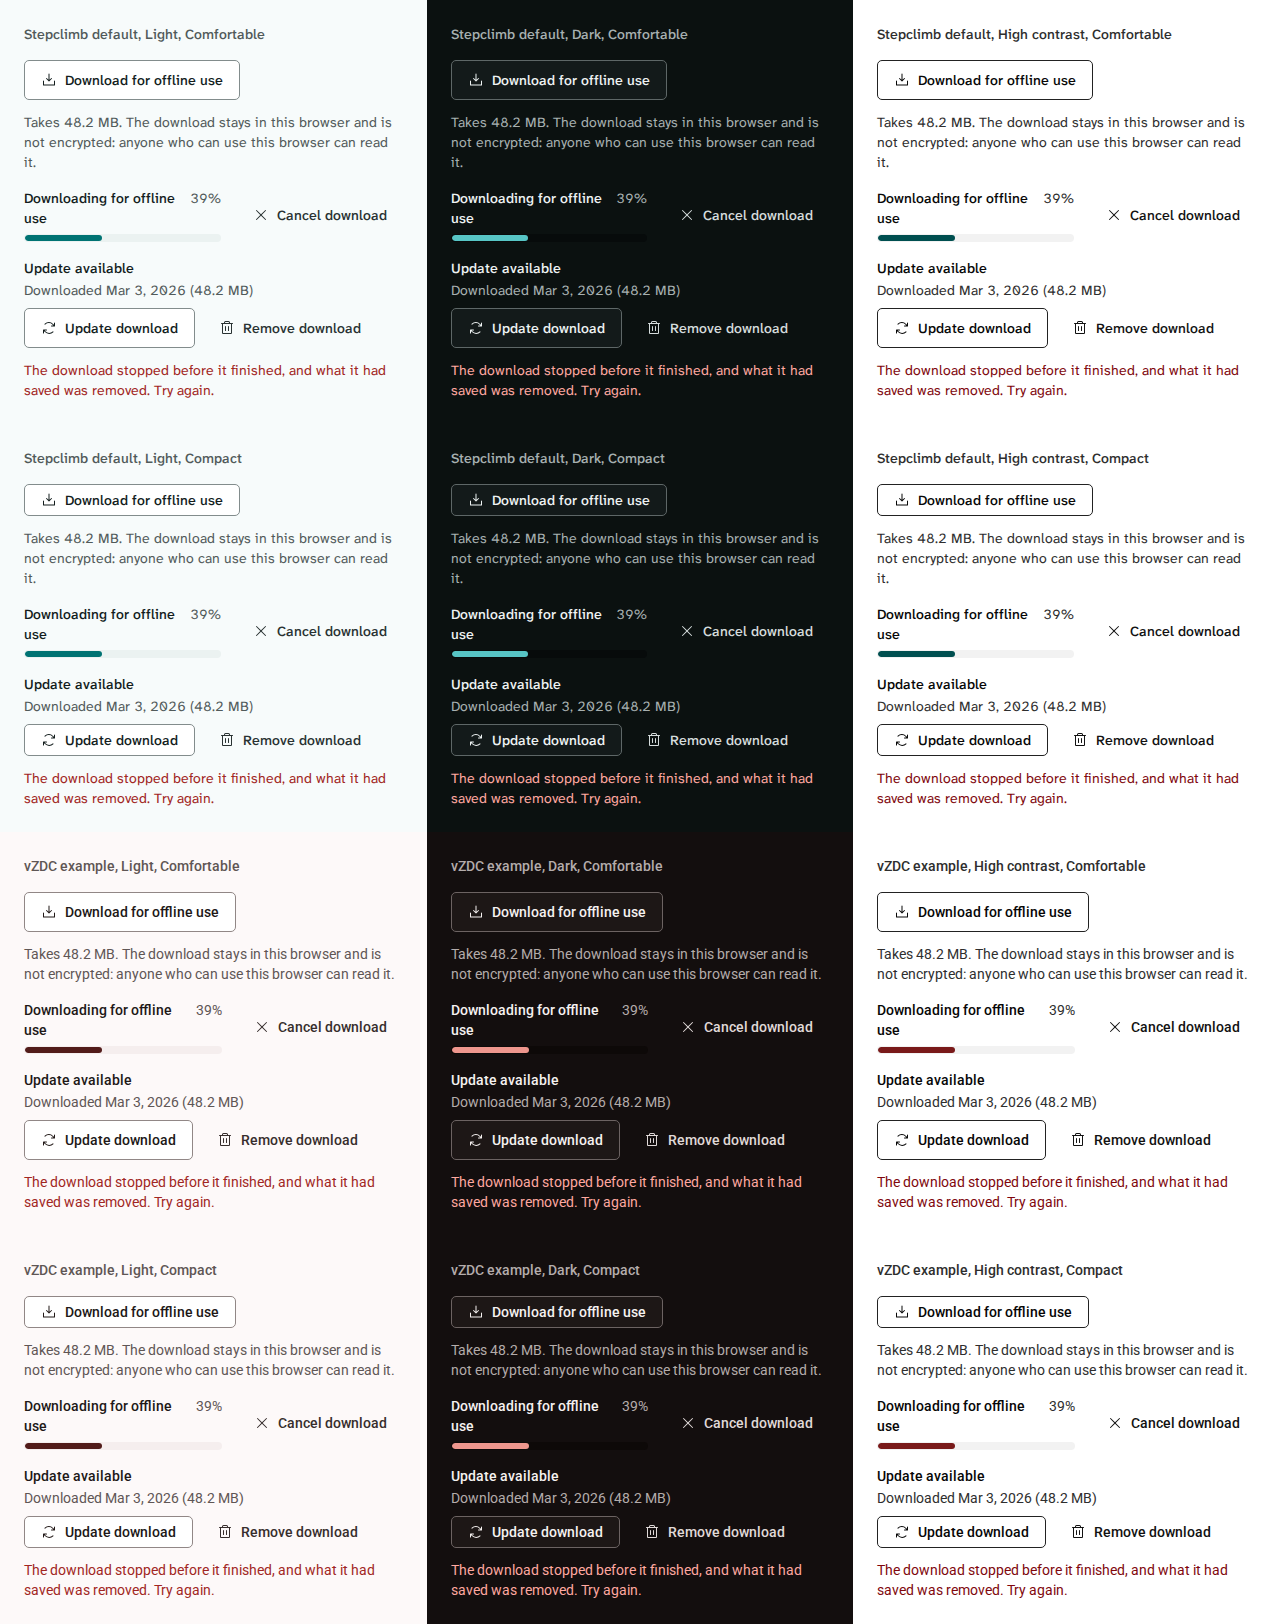 Stepclimb default, Light, Comfortable
Download for offline use
Takes 48.2 MB. The download stays in this browser and is
not encrypted: anyone who can use this browser can read
it.
Downloading for offline use 39%
Cancel download
Update available
Downloaded Mar 3, 2026 (48.2 MB)
Update download Remove download
The download stopped before it finished, and what it had
saved was removed. Try again.
Stepclimb default, Dark, Comfortable
Download for offline use
Takes 48.2 MB. The download stays in this browser and is
not encrypted: anyone who can use this browser can read
it.
Downloading for offline use 39%
Cancel download
Update available
Downloaded Mar 3, 2026 (48.2 MB)
Update download Remove download
The download stopped before it finished, and what it had
saved was removed. Try again.
Stepclimb default, High contrast, Comfortable
Download for offline use
Takes 48.2 MB. The download stays in this browser and is
not encrypted: anyone who can use this browser can read
it.
Downloading for offline use 39%
Cancel download
Update available
Downloaded Mar 3, 2026 (48.2 MB)
Update download Remove download
The download stopped before it finished, and what it had
saved was removed. Try again.
Stepclimb default, Light, Compact
Download for offline use
Takes 48.2 MB. The download stays in this browser and is
not encrypted: anyone who can use this browser can read
it.
Downloading for offline use 39%
Cancel download
Update available
Downloaded Mar 3, 2026 (48.2 MB)
Update download Remove download
The download stopped before it finished, and what it had
saved was removed. Try again.
Stepclimb default, Dark, Compact
Download for offline use
Takes 48.2 MB. The download stays in this browser and is
not encrypted: anyone who can use this browser can read
it.
Downloading for offline use 39%
Cancel download
Update available
Downloaded Mar 3, 2026 (48.2 MB)
Update download Remove download
The download stopped before it finished, and what it had
saved was removed. Try again.
Stepclimb default, High contrast, Compact
Download for offline use
Takes 48.2 MB. The download stays in this browser and is
not encrypted: anyone who can use this browser can read
it.
Downloading for offline use 39%
Cancel download
Update available
Downloaded Mar 3, 2026 (48.2 MB)
Update download Remove download
The download stopped before it finished, and what it had
saved was removed. Try again.
vZDC example, Light, Comfortable
Download for offline use
Takes 48.2 MB. The download stays in this browser and is
not encrypted: anyone who can use this browser can read it.
Downloading for offline use 39%
Cancel download
Update available
Downloaded Mar 3, 2026 (48.2 MB)
Update download Remove download
The download stopped before it finished, and what it had
saved was removed. Try again.
vZDC example, Dark, Comfortable
Download for offline use
Takes 48.2 MB. The download stays in this browser and is
not encrypted: anyone who can use this browser can read it.
Downloading for offline use 39%
Cancel download
Update available
Downloaded Mar 3, 2026 (48.2 MB)
Update download Remove download
The download stopped before it finished, and what it had
saved was removed. Try again.
vZDC example, High contrast, Comfortable
Download for offline use
Takes 48.2 MB. The download stays in this browser and is
not encrypted: anyone who can use this browser can read it.
Downloading for offline use 39%
Cancel download
Update available
Downloaded Mar 3, 2026 (48.2 MB)
Update download Remove download
The download stopped before it finished, and what it had
saved was removed. Try again.
vZDC example, Light, Compact
Download for offline use
Takes 48.2 MB. The download stays in this browser and is
not encrypted: anyone who can use this browser can read it.
Downloading for offline use 39%
Cancel download
Update available
Downloaded Mar 3, 2026 (48.2 MB)
Update download Remove download
The download stopped before it finished, and what it had
saved was removed. Try again.
vZDC example, Dark, Compact
Download for offline use
Takes 48.2 MB. The download stays in this browser and is
not encrypted: anyone who can use this browser can read it.
Downloading for offline use 39%
Cancel download
Update available
Downloaded Mar 3, 2026 (48.2 MB)
Update download Remove download
The download stopped before it finished, and what it had
saved was removed. Try again.
vZDC example, High contrast, Compact
Download for offline use
Takes 48.2 MB. The download stays in this browser and is
not encrypted: anyone who can use this browser can read it.
Downloading for offline use 39%
Cancel download
Update available
Downloaded Mar 3, 2026 (48.2 MB)
Update download Remove download
The download stopped before it finished, and what it had
saved was removed. Try again.